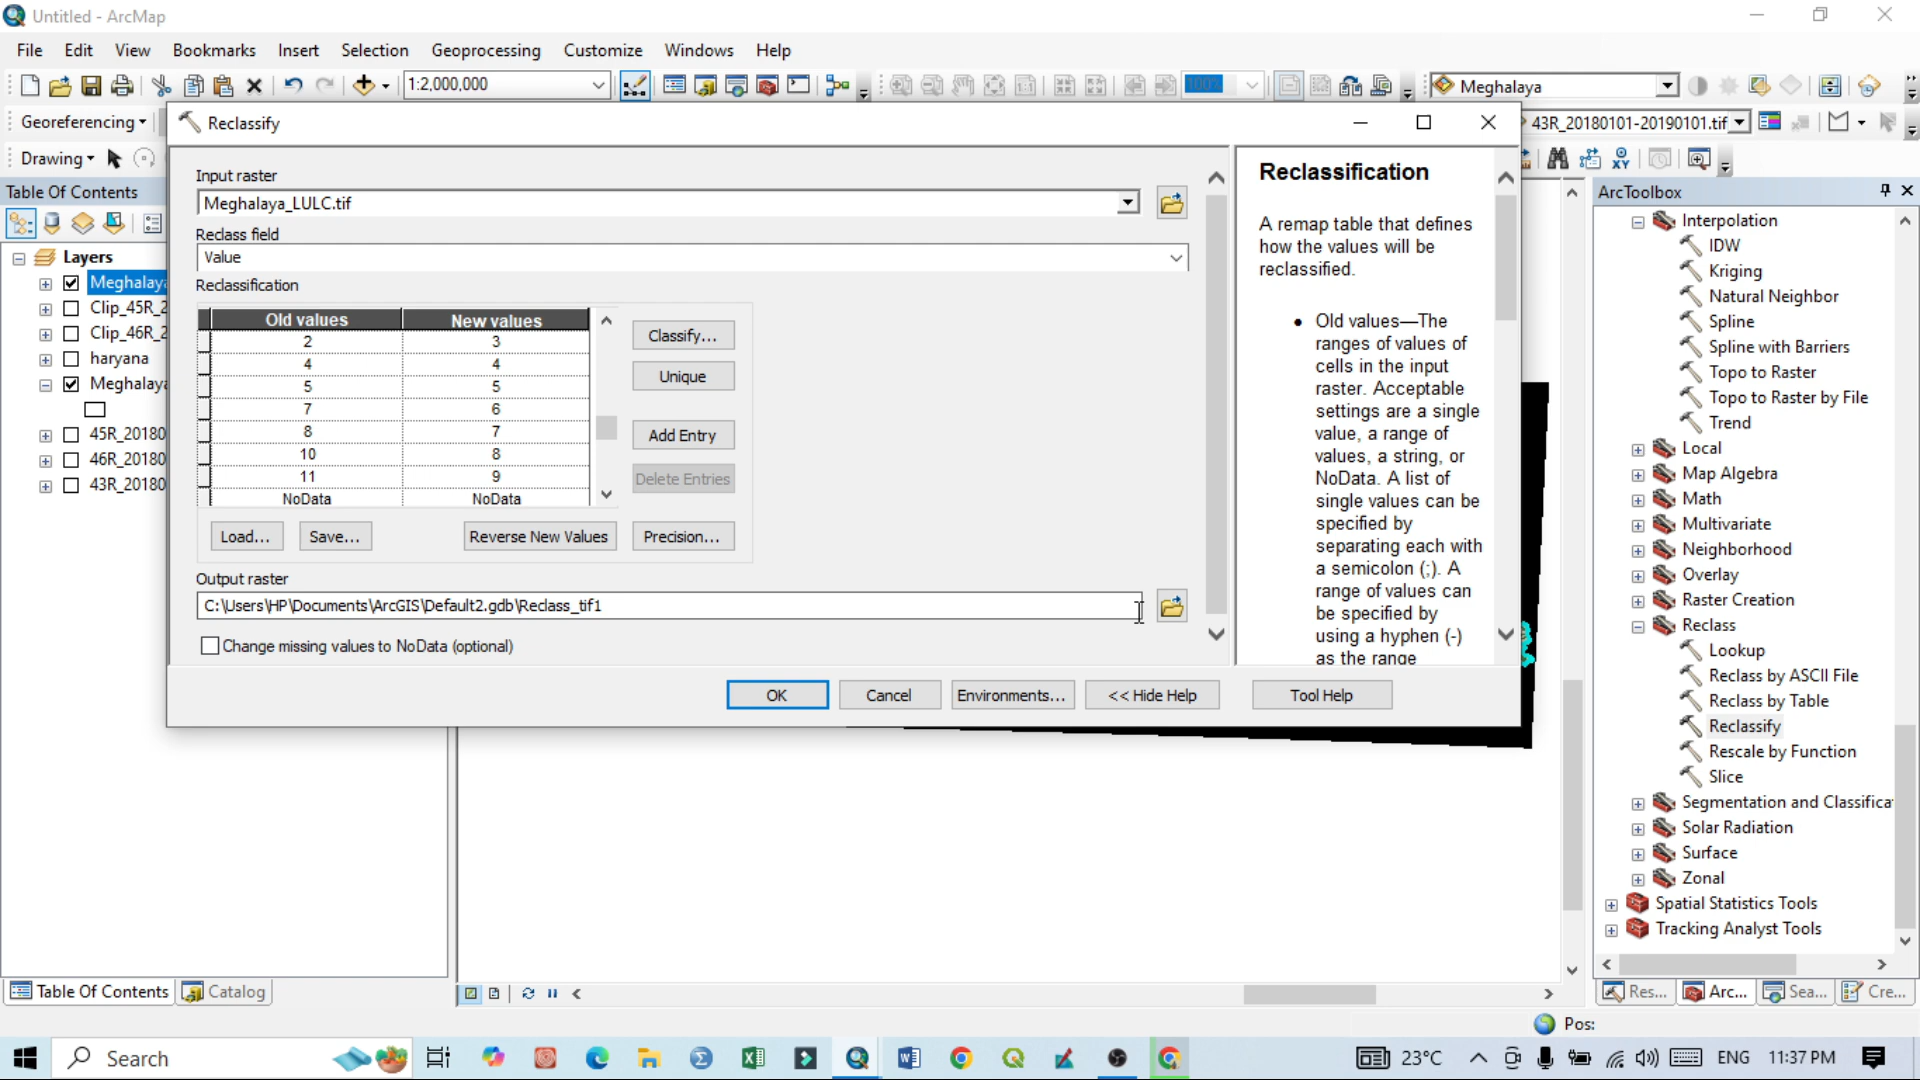 Untitled - ArcMap
File Edit View Bookmarks Insert Selection Geoprocessing Customize Windows Help
1:2,000,000
100%
Meghalaya
Georeferencing
43R_20180101-20190101.tif
Drawing
Table Of Contents
Layers
Meghalaya
Clip_45R_2
Clip_46R_2
haryana
Meghalaya
45R_20180
46R_20180
43R_20180
Table Of Contents Catalog
Reclassify
Input raster
Meghalaya_LULC.tif
Reclass field
Value
Reclassification
Old values New values
2 3
4 4
5 5
7 6
8 7
10 8
11 9
NoData NoData
Classify...
Unique
Add Entry
Delete Entries
Load... Save... Reverse New Values Precision...
Output raster
C:\Users\HP\Documents\ArcGIS\Default2.gdb\Reclass_tif1
Change missing values to NoData (optional)
OK Cancel Environments... << Hide Help Tool Help
Reclassification
A remap table that defines
how the values will be
reclassified.
• Old values—The
ranges of values of
cells in the input
raster. Acceptable
settings are a single
value, a range of
values, a string, or
NoData. A list of
single values can be
specified by
separating each with
a semicolon (;). A
range of values can
be specified by
using a hyphen (-)
as the range
ArcToolbox
Interpolation
IDW
Kriging
Natural Neighbor
Spline
Spline with Barriers
Topo to Raster
Topo to Raster by File
Trend
Local
Map Algebra
Math
Multivariate
Neighborhood
Overlay
Raster Creation
Reclass
Lookup
Reclass by ASCII File
Reclass by Table
Reclassify
Rescale by Function
Slice
Segmentation and Classifica
Solar Radiation
Surface
Zonal
Spatial Statistics Tools
Tracking Analyst Tools
Res... Arc... Sea... Cre...
Pos:
Search
23°C ENG 11:37 PM